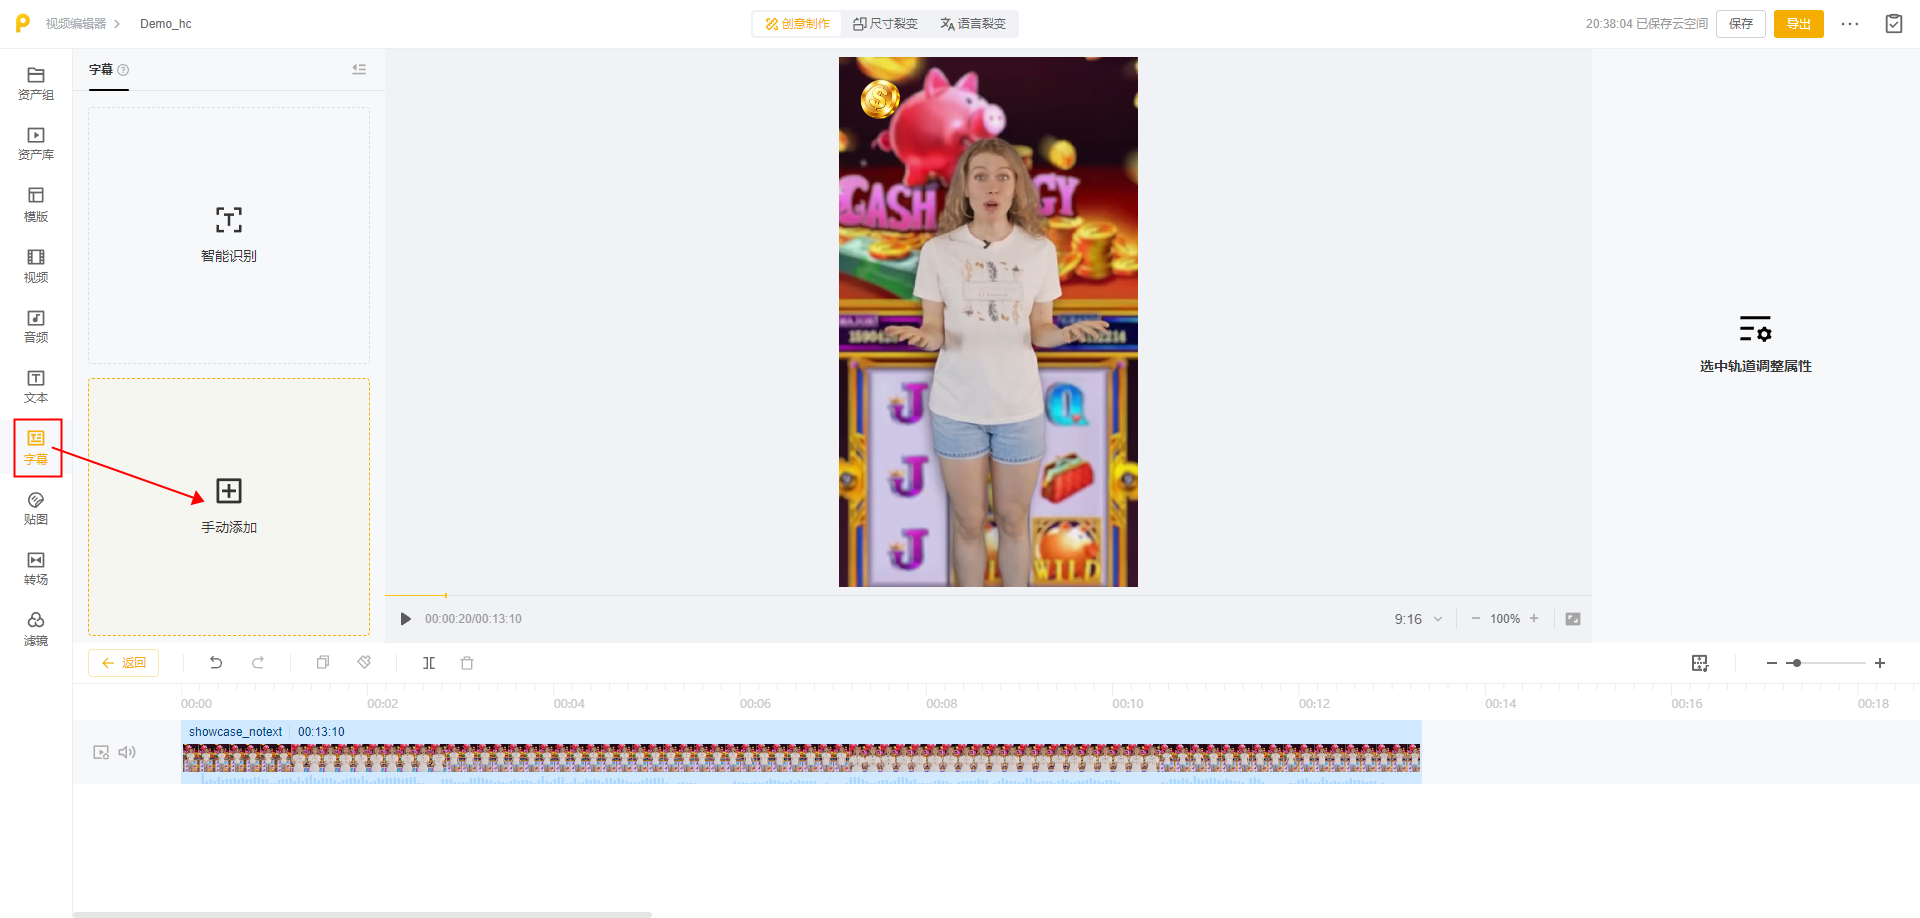 视频编辑器 > Demo_hc
创意制作
尺寸裂变
语言裂变
20:38:04 已保存云空间
保存
导出
资产组
资产库
模版
视频
音频
文本
字幕
贴图
转场
滤镜
字幕
智能识别
手动添加
CASH
GY
J
Q
J
J
WILD
00:00:20/00:13:10
9:16
100%
选中轨道调整属性
返回
00:00
00:02
00:04
00:06
00:08
00:10
00:12
00:14
00:16
00:18
showcase_notext
00:13:10